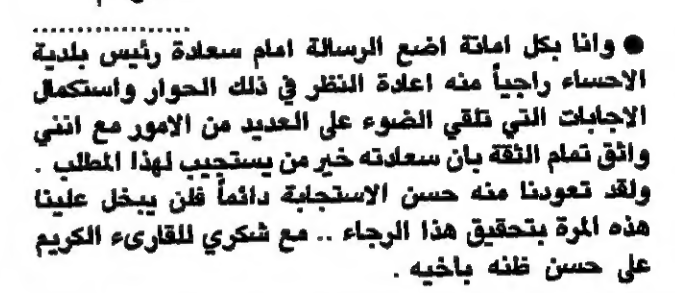 ● وانا بكل امانة اضع الرسالة امام سعادة رئيس بلدية
الاحساء راجياً منه اعادة النظر في ذلك الحوار واستكمال
الاجابات التي تلقي الضوء على العديد من الامور مع انني
واثق تمام الثقة بان سعادته خير من يستجيب لهذا المطلب .
ولقد تعودنا منه حسن الاستجابة دائماً فلن يبخل علينا
هذه المرة بتحقيق هذا الرجاء .. مع شكري للقارىء الكريم
على حسن ظنه باخيه .